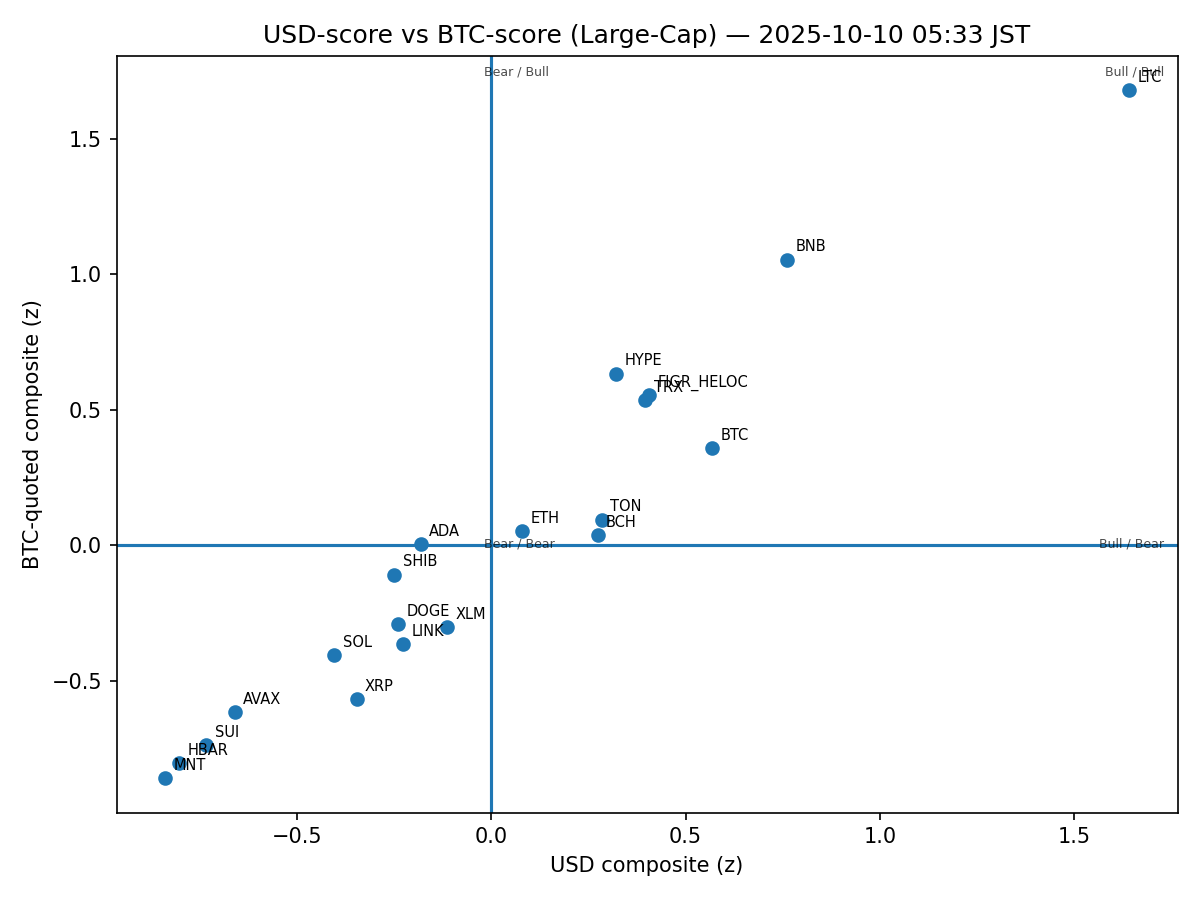 USD-score vs BTC-score (Large-Cap) — 2025-10-10 05:33 JST
Bear / Bull
Bull / Bull
LTC
1.5
BNB
1.0
HYPE
FIGR_HELOC
TRX
0.5
BTC
TON
BCH
ETH
ADA
0.0
Bear / Bear
Bull / Bear
SHIB
DOGE
XLM
LINK
SOL
−0.5
XRP
AVAX
SUI
HBAR
MNT
−0.5
0.0
0.5
1.0
1.5
USD composite (z)
BTC-quoted composite (z)